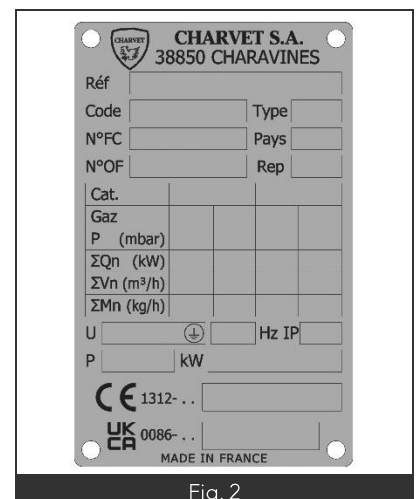 CHARVET
CHARVET S.A.
38850 CHARAVINES
Réf
Code Type
N°FC Pays
N°OF Rep
Cat.
Gaz
P (mbar)
ΣQn (kW)
ΣVn (m³/h)
ΣMn (kg/h)
U Hz IP
P kW
CE 1312- . .
UK CA 0086- . .
MADE IN FRANCE
Fig. 2